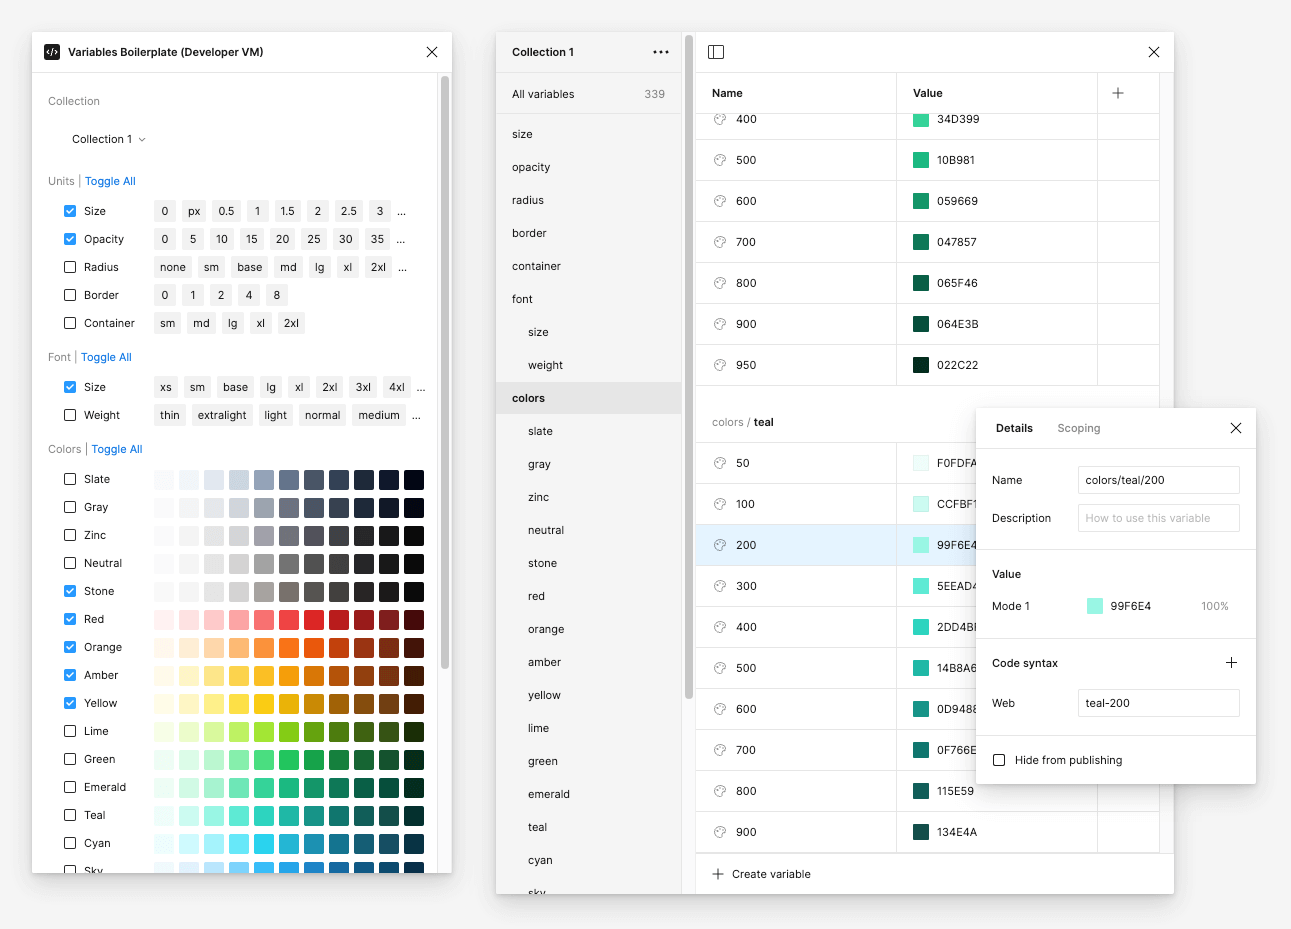 Variables Boilerplate (Developer VM)
Collection
Collection 1
Units | Toggle All
Size 0 px 0.5 1 1.5 2 2.5 3 ...
Opacity 0 5 10 15 20 25 30 35 ...
Radius none sm base md lg xl 2xl ...
Border 0 1 2 4 8
Container sm md lg xl 2xl
Font | Toggle All
Size xs sm base lg xl 2xl 3xl 4xl ...
Weight thin extralight light normal medium ...
Colors | Toggle All
Slate
Gray
Zinc
Neutral
Stone
Red
Orange
Amber
Yellow
Lime
Green
Emerald
Teal
Cyan
Sky
Collection 1
All variables 339
size
opacity
radius
border
container
font
size
weight
colors
slate
gray
zinc
neutral
stone
red
orange
amber
yellow
lime
green
emerald
teal
cyan
sky
Name Value
400 34D399
500 10B981
600 059669
700 047857
800 065F46
900 064E3B
950 022C22
colors / teal
50 F0FDFA
100 CCFBF1
200 99F6E4
300 5EEAD4
400 2DD4BF
500 14B8A6
600 0D9488
700 0F766E
800 115E59
900 134E4A
Create variable
Details Scoping
Name colors/teal/200
Description How to use this variable
Value
Mode 1 99F6E4 100%
Code syntax
Web teal-200
Hide from publishing